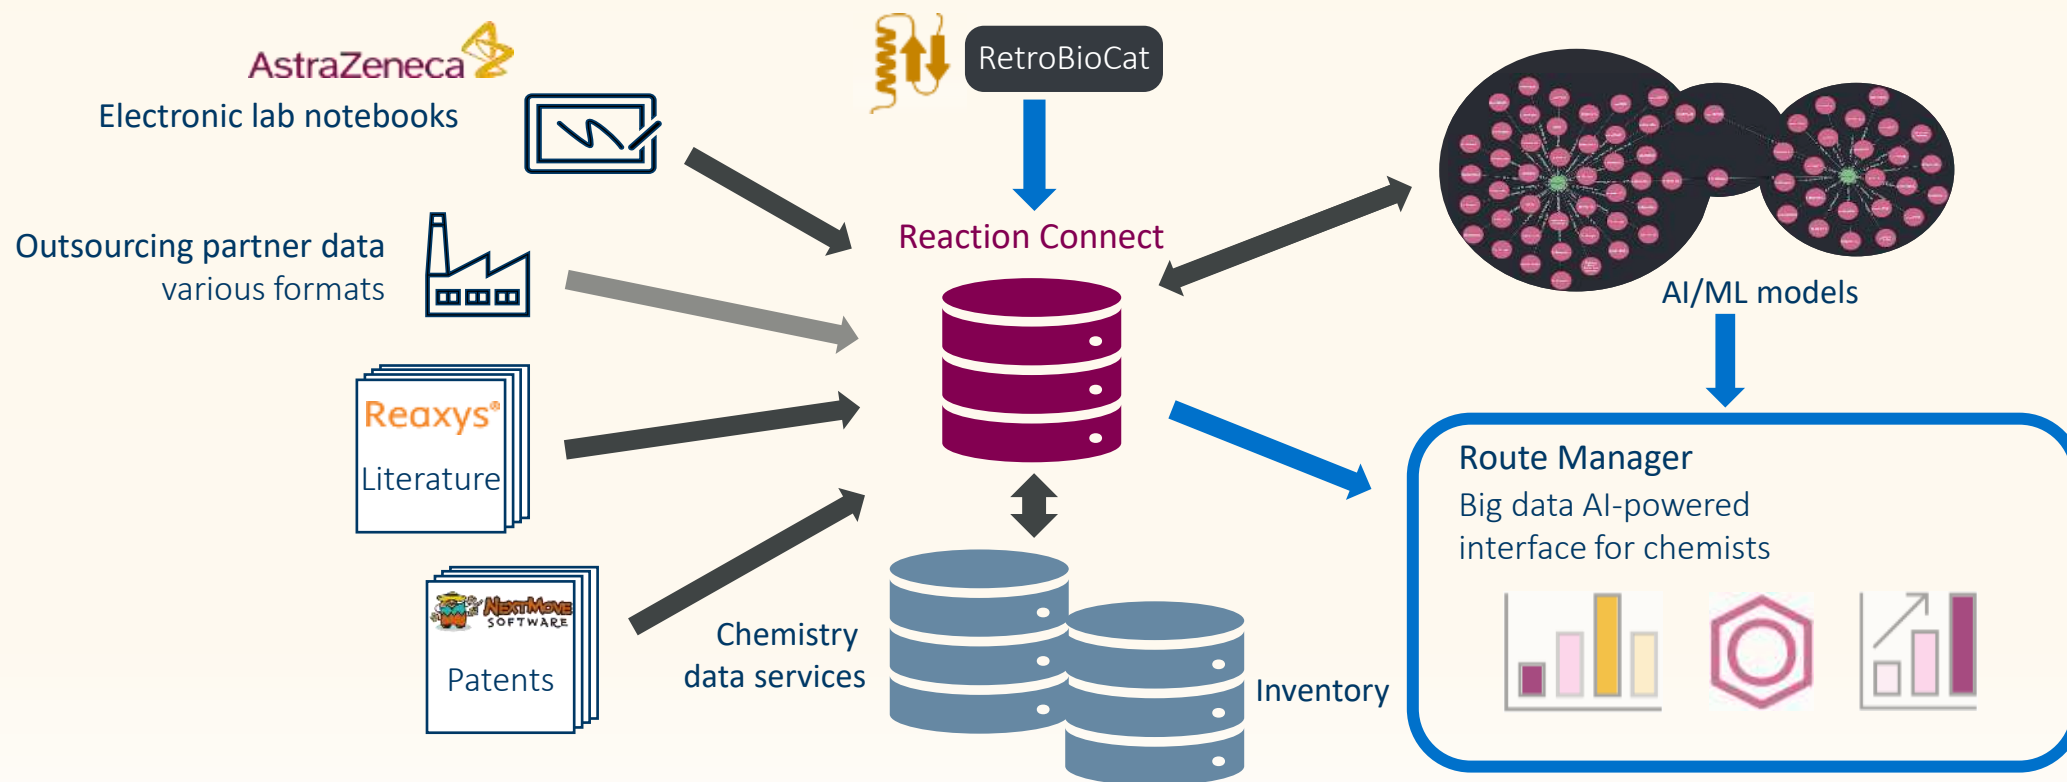 AstraZeneca
Electronic lab notebooks
RetroBioCat
Outsourcing partner data
various formats
Reaction Connect
AI/ML models
Reaxys®
Literature
Route Manager
Big data AI-powered
interface for chemists
NEXTMOVE
SOFTWARE
Patents
Chemistry
data services
Inventory